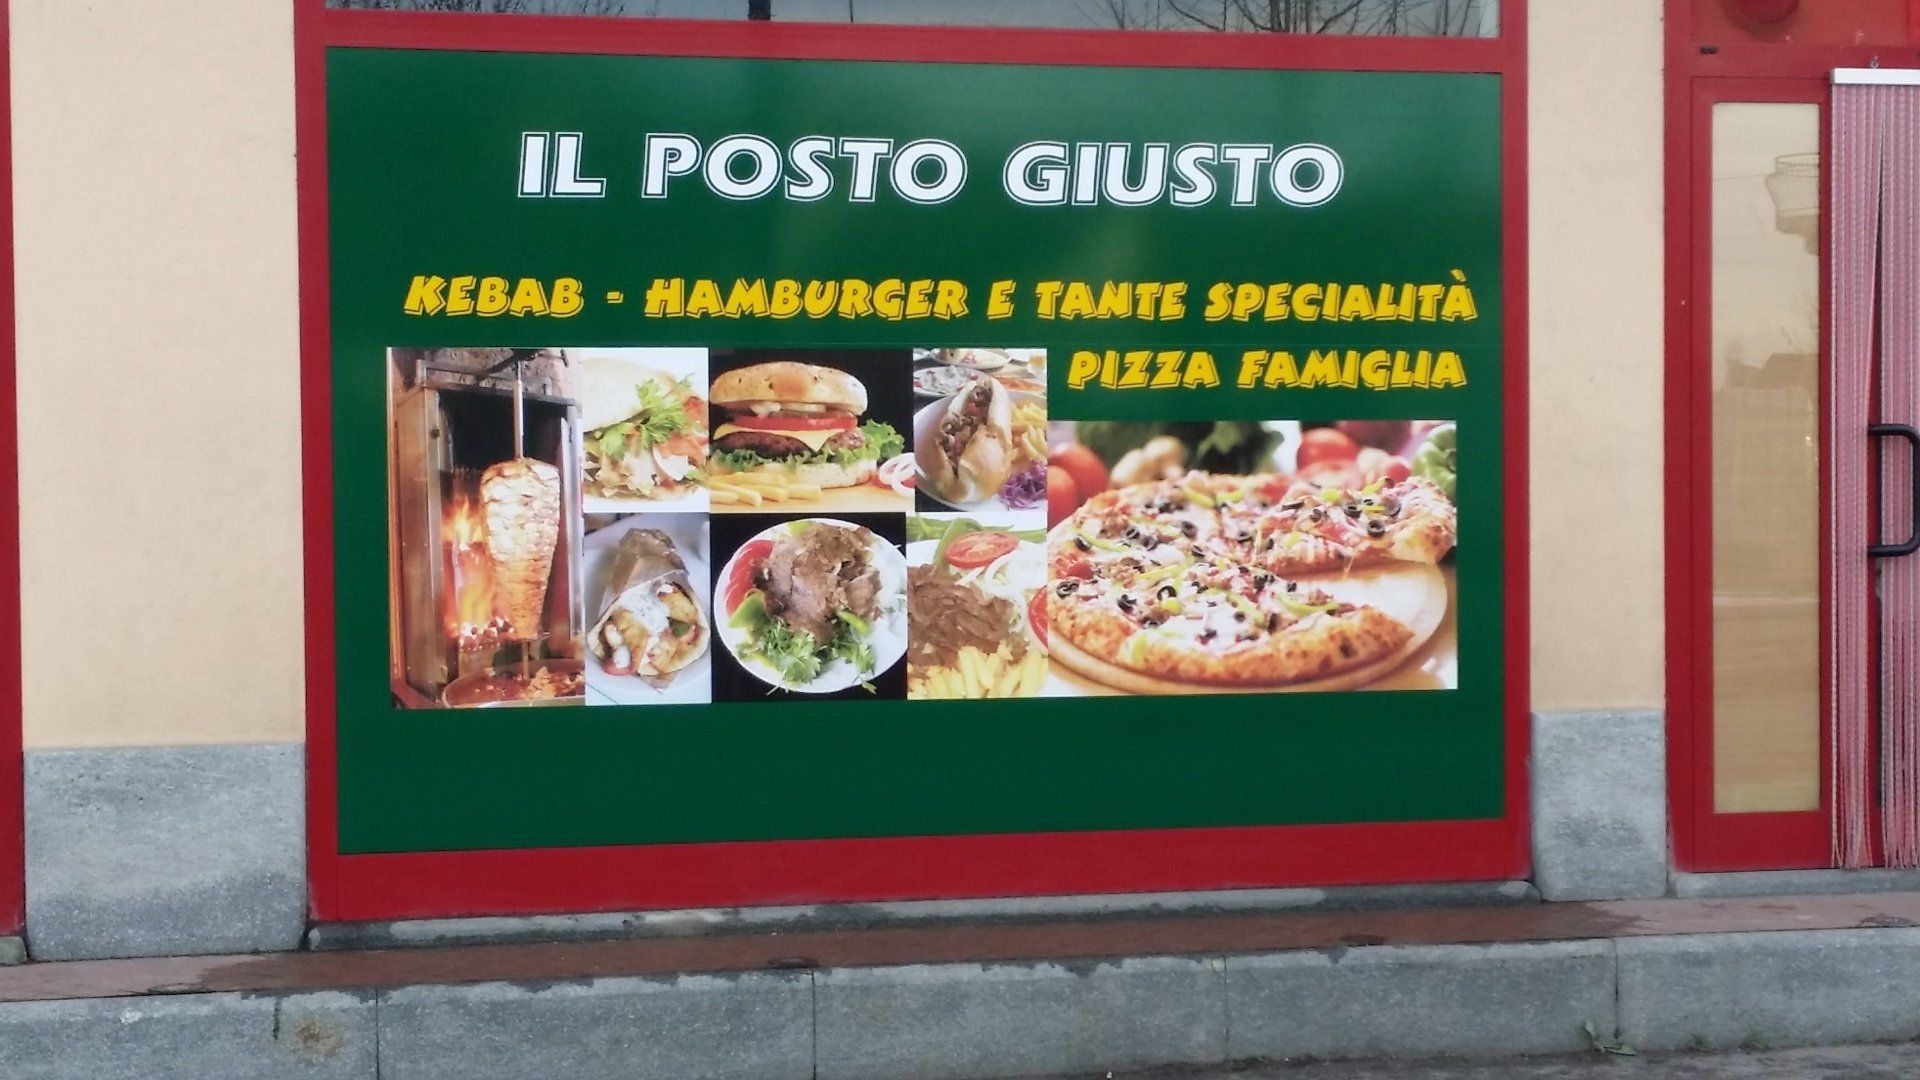 IL POSTO GIUSTO
KEBAB - HAMBURGER E TANTE SPECIALITÀ
PIZZA FAMIGLIA